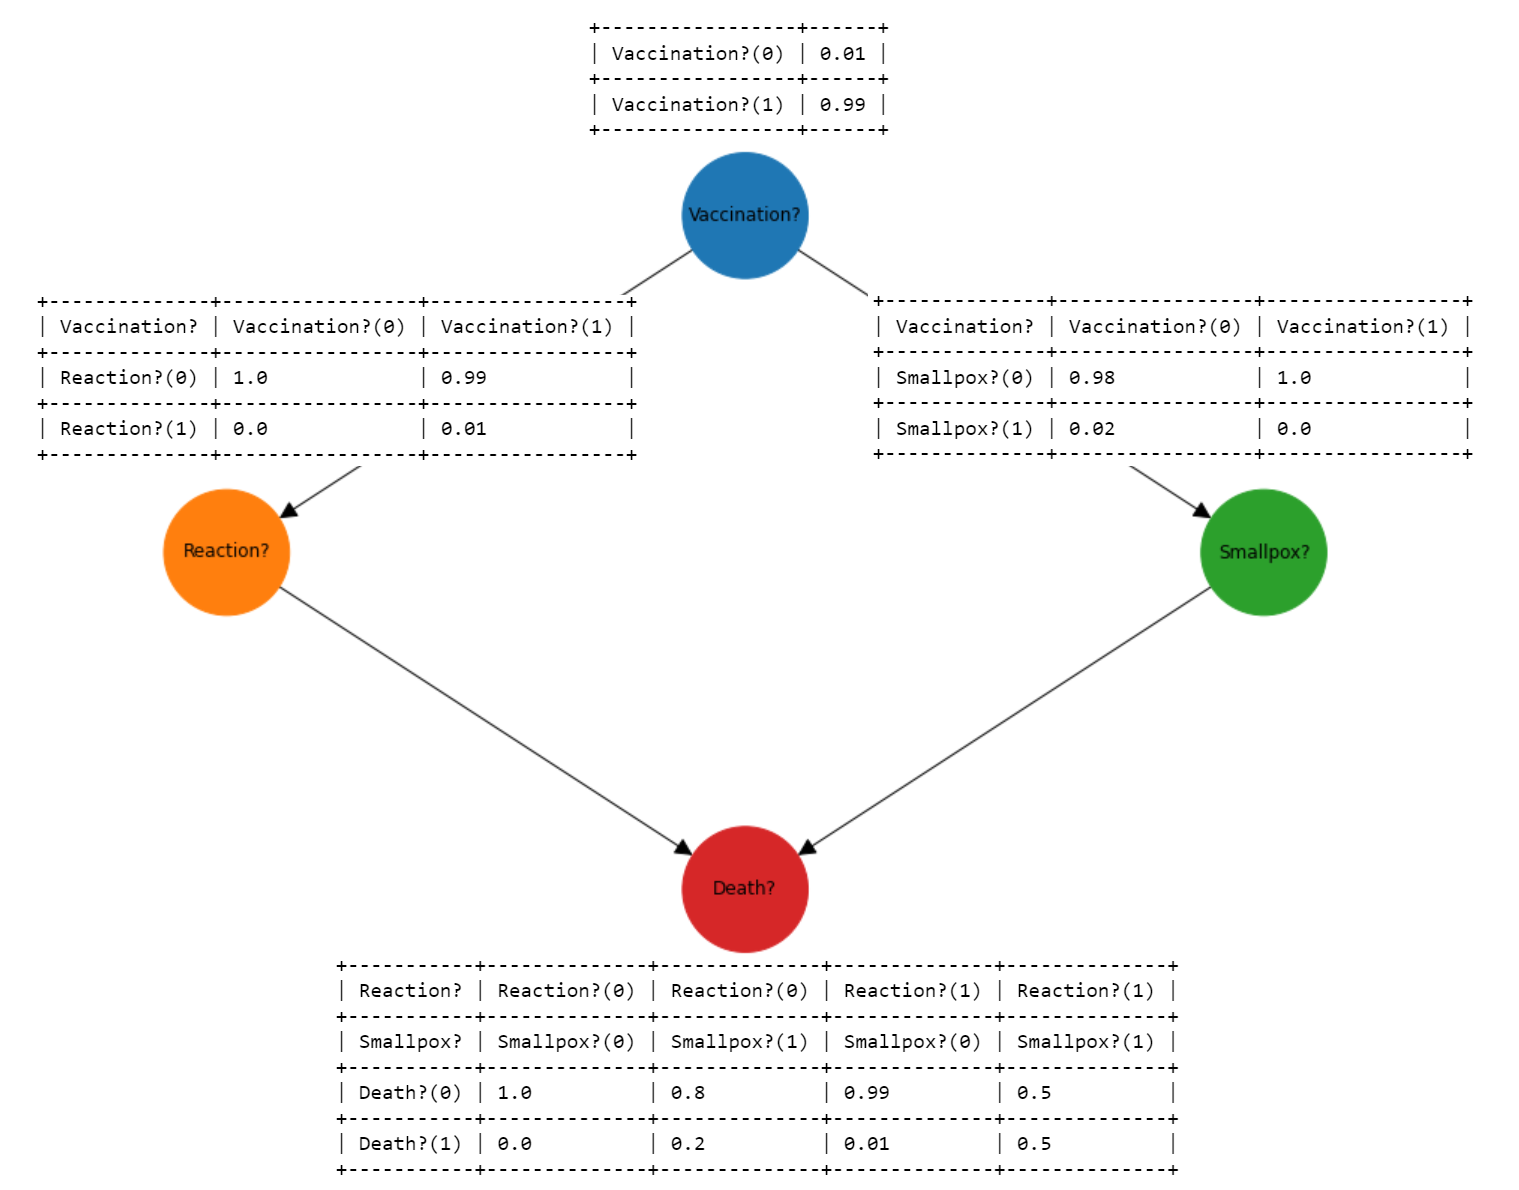 +-----------------+------+
| Vaccination?(0) | 0.01 |
+-----------------+------+
| Vaccination?(1) | 0.99 |
+-----------------+------+
Vaccination?
+--------------+-----------------+-----------------+
| Vaccination? | Vaccination?(0) | Vaccination?(1) |
+--------------+-----------------+-----------------+
| Reaction?(0) | 1.0 | 0.99 |
+--------------+-----------------+-----------------+
| Reaction?(1) | 0.0 | 0.01 |
+--------------+-----------------+-----------------+
+--------------+-----------------+-----------------+
| Vaccination? | Vaccination?(0) | Vaccination?(1) |
+--------------+-----------------+-----------------+
| Smallpox?(0) | 0.98 | 1.0 |
+--------------+-----------------+-----------------+
| Smallpox?(1) | 0.02 | 0.0 |
+--------------+-----------------+-----------------+
Reaction?
Smallpox?
Death?
+-----------+--------------+--------------+--------------+--------------+
| Reaction? | Reaction?(0) | Reaction?(0) | Reaction?(1) | Reaction?(1) |
+-----------+--------------+--------------+--------------+--------------+
| Smallpox? | Smallpox?(0) | Smallpox?(1) | Smallpox?(0) | Smallpox?(1) |
+-----------+--------------+--------------+--------------+--------------+
| Death?(0) | 1.0 | 0.8 | 0.99 | 0.5 |
+-----------+--------------+--------------+--------------+--------------+
| Death?(1) | 0.0 | 0.2 | 0.01 | 0.5 |
+-----------+--------------+--------------+--------------+--------------+